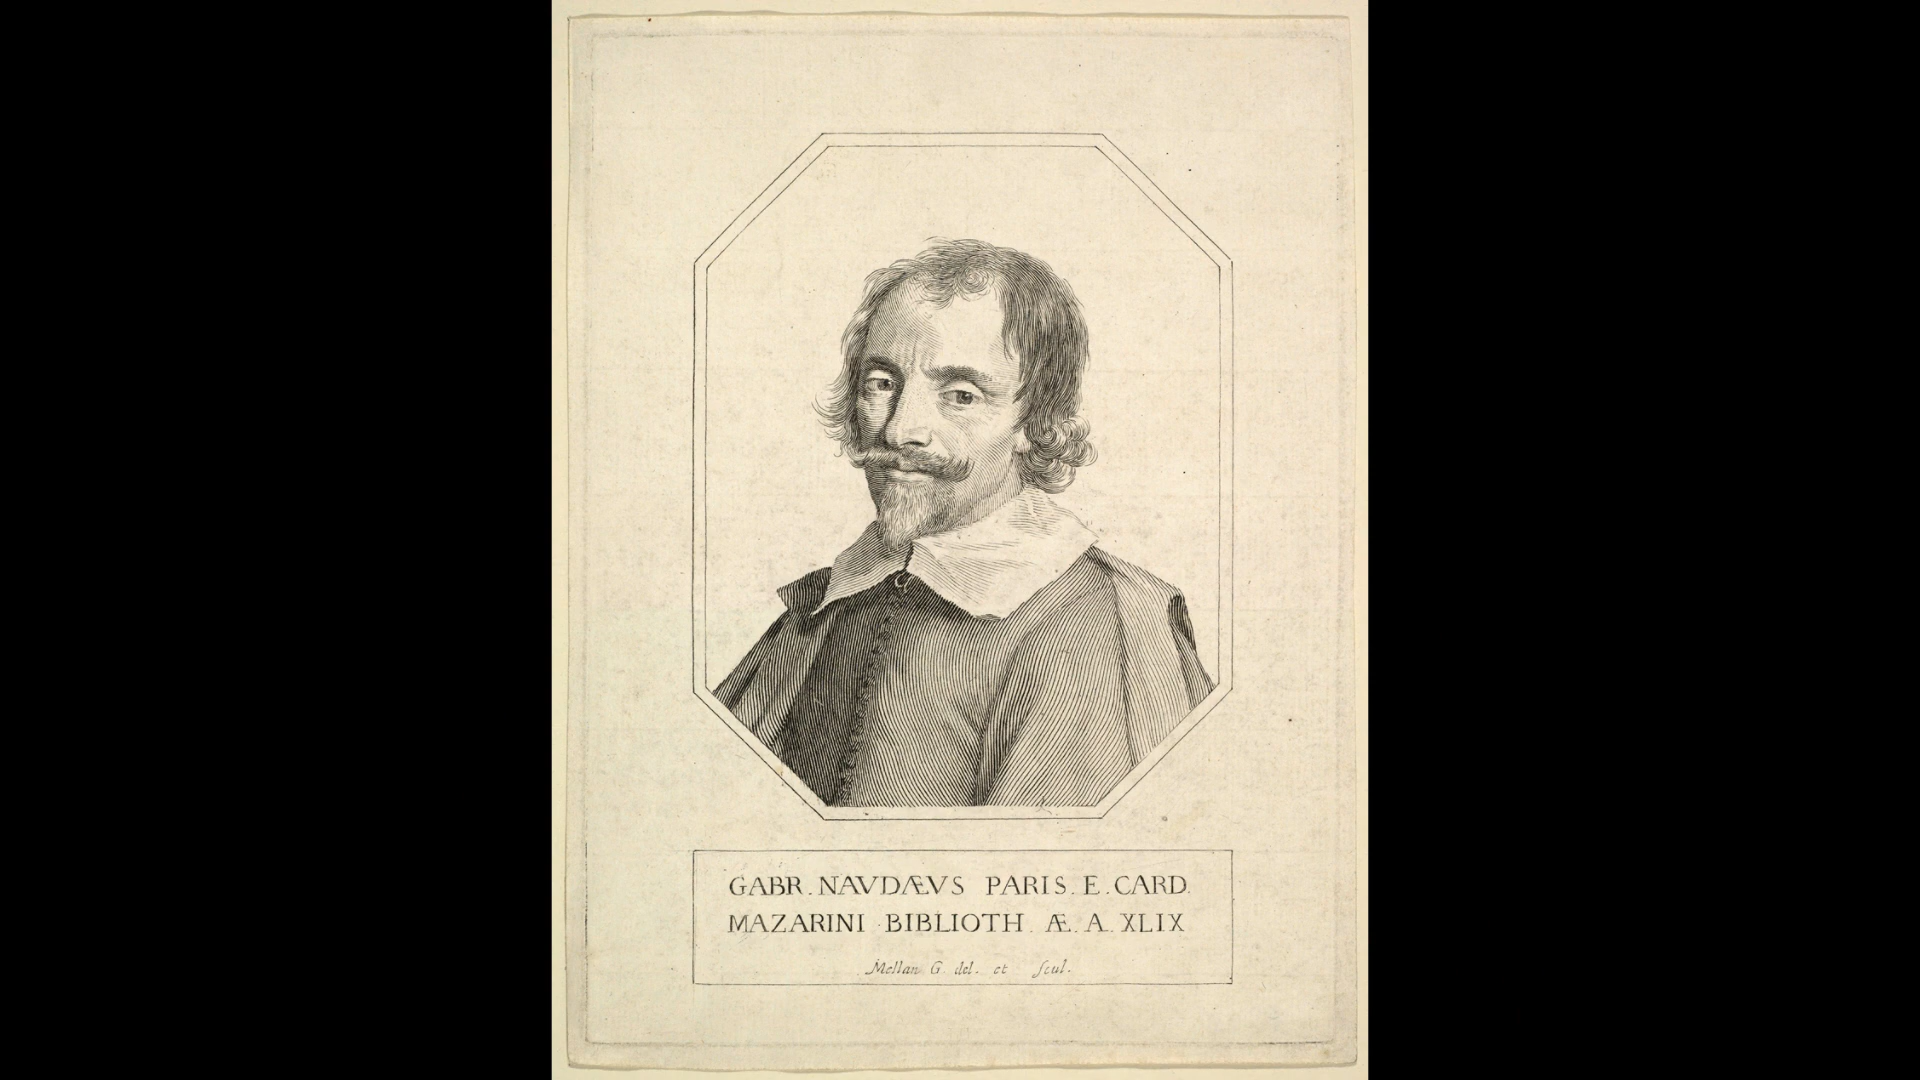 GABR. NAVDÆVS PARIS. E. CARD.
MAZARINI BIBLIOTH. Æ. A. XLIX
Mellan G. del. et Scul.